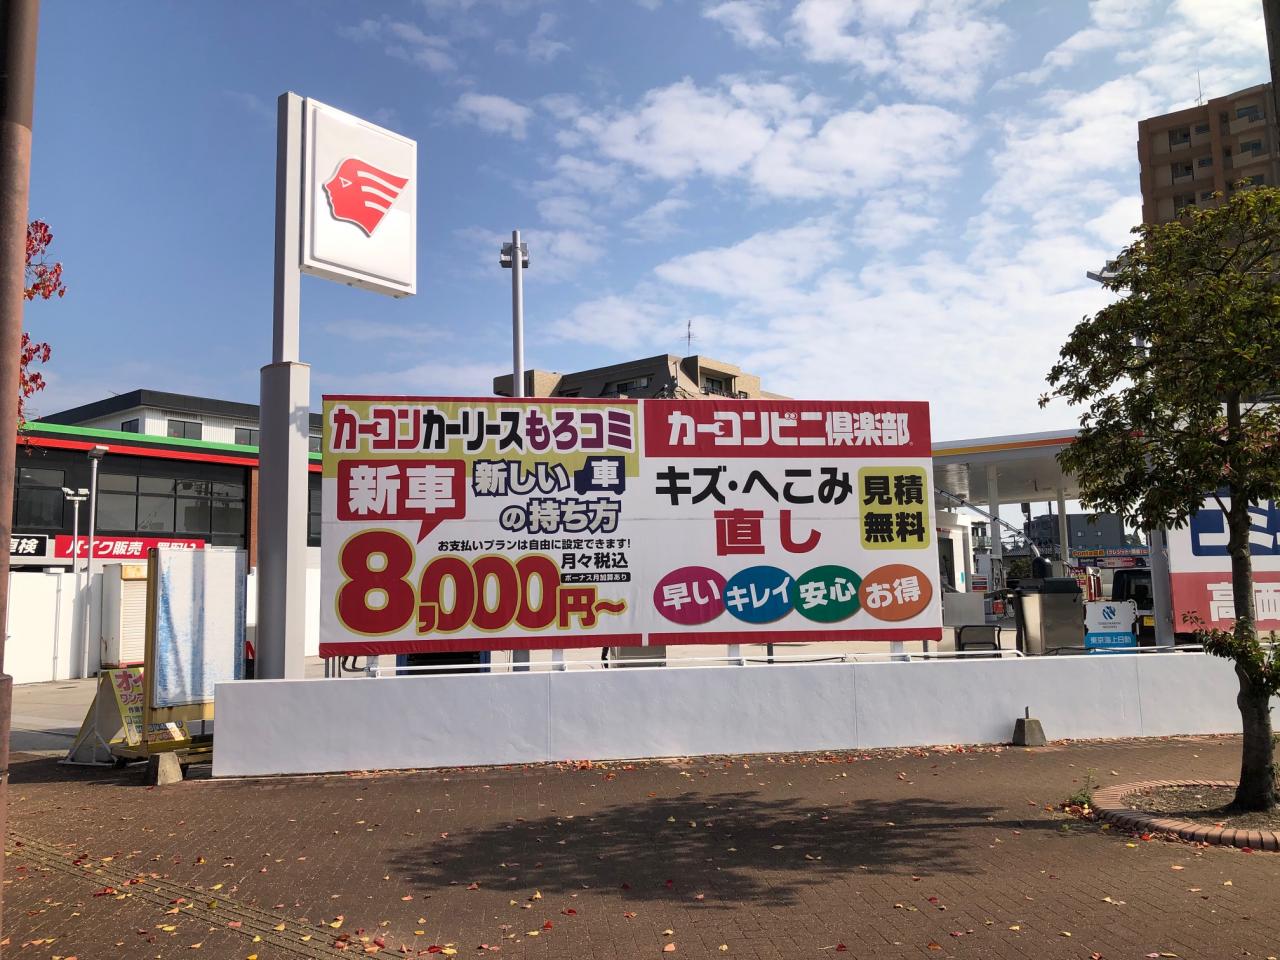 カーコンカーリースもろコミ
新車
新しい車
の持ち方
お支払いプランは自由に設定できます!
月々税込
ボーナス月加算あり
8,000円〜
カーコンビニ倶楽部
キズ・へこみ
直し
見積
無料
早い
キレイ
安心
お得
車検
バイク販売
東京海上日動
高価